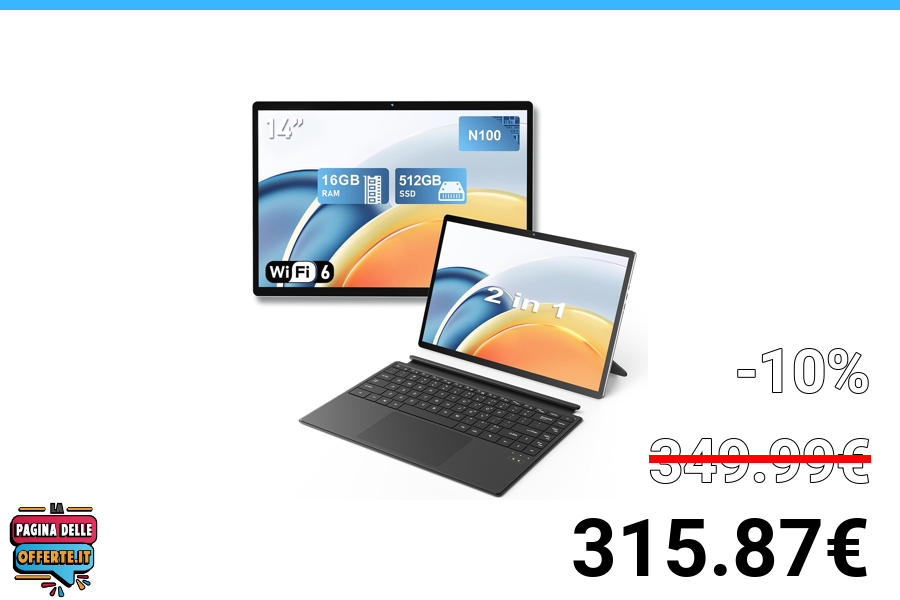 14”
N100
16GB
RAM
512GB
SSD
WiFi 6
2 in 1
-10%
349.99€
315.87€
LA
PAGINA DELLE
OFFERTE.IT